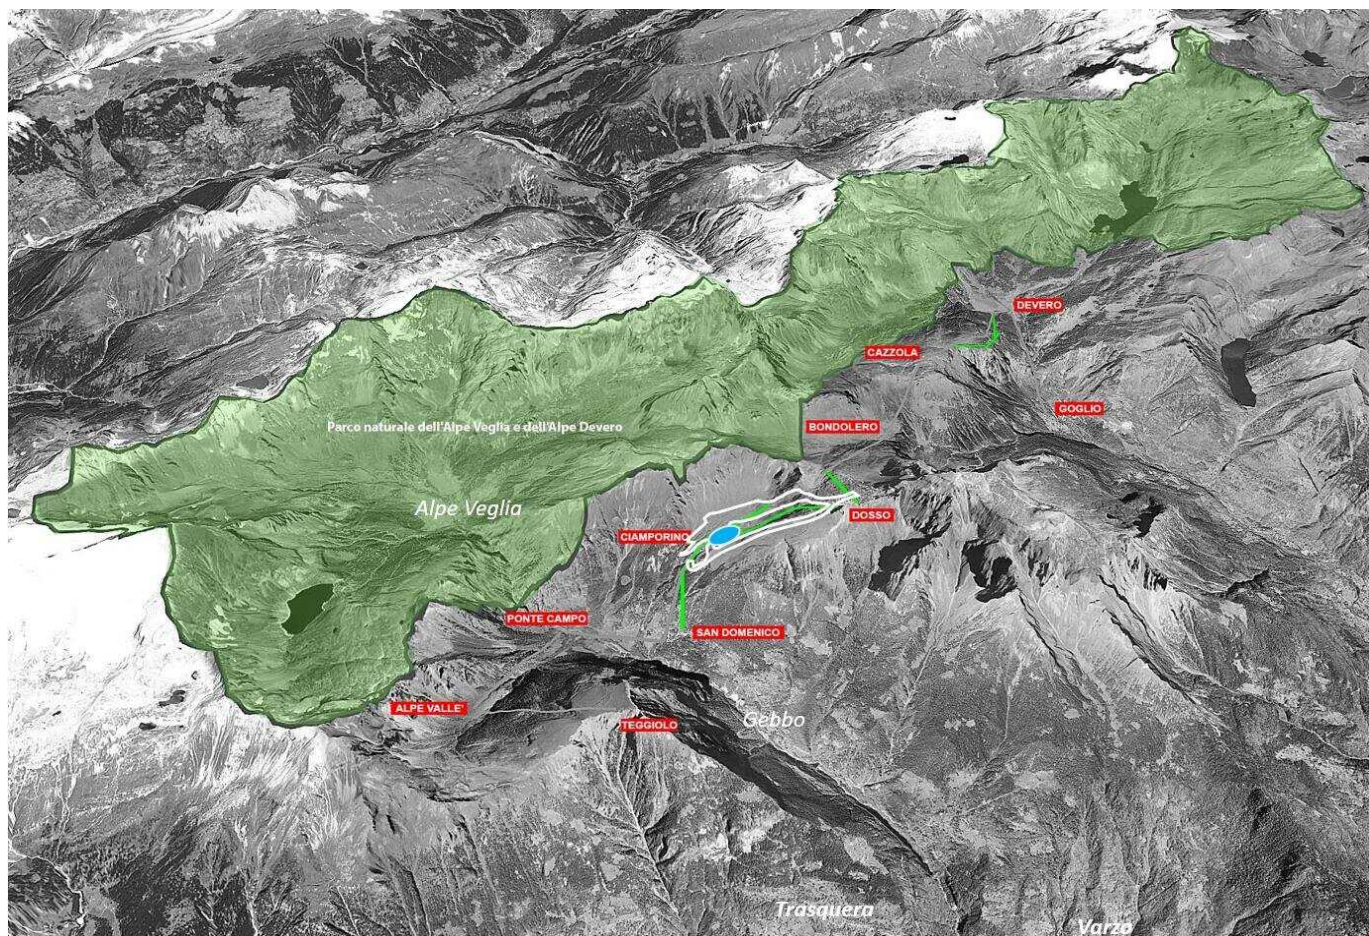 DEVERO
CAZZOLA
GOGLIO
Parco naturale dell'Alpe Veglia e dell'Alpe Devero
BONDOLERO
Alpe Veglia
DOSSO
CIAMPORINO
PONTE CAMPO
SAN DOMENICO
ALPE VALLE'
Gebbo
TEGGIOLO
Trasquera
Varzo